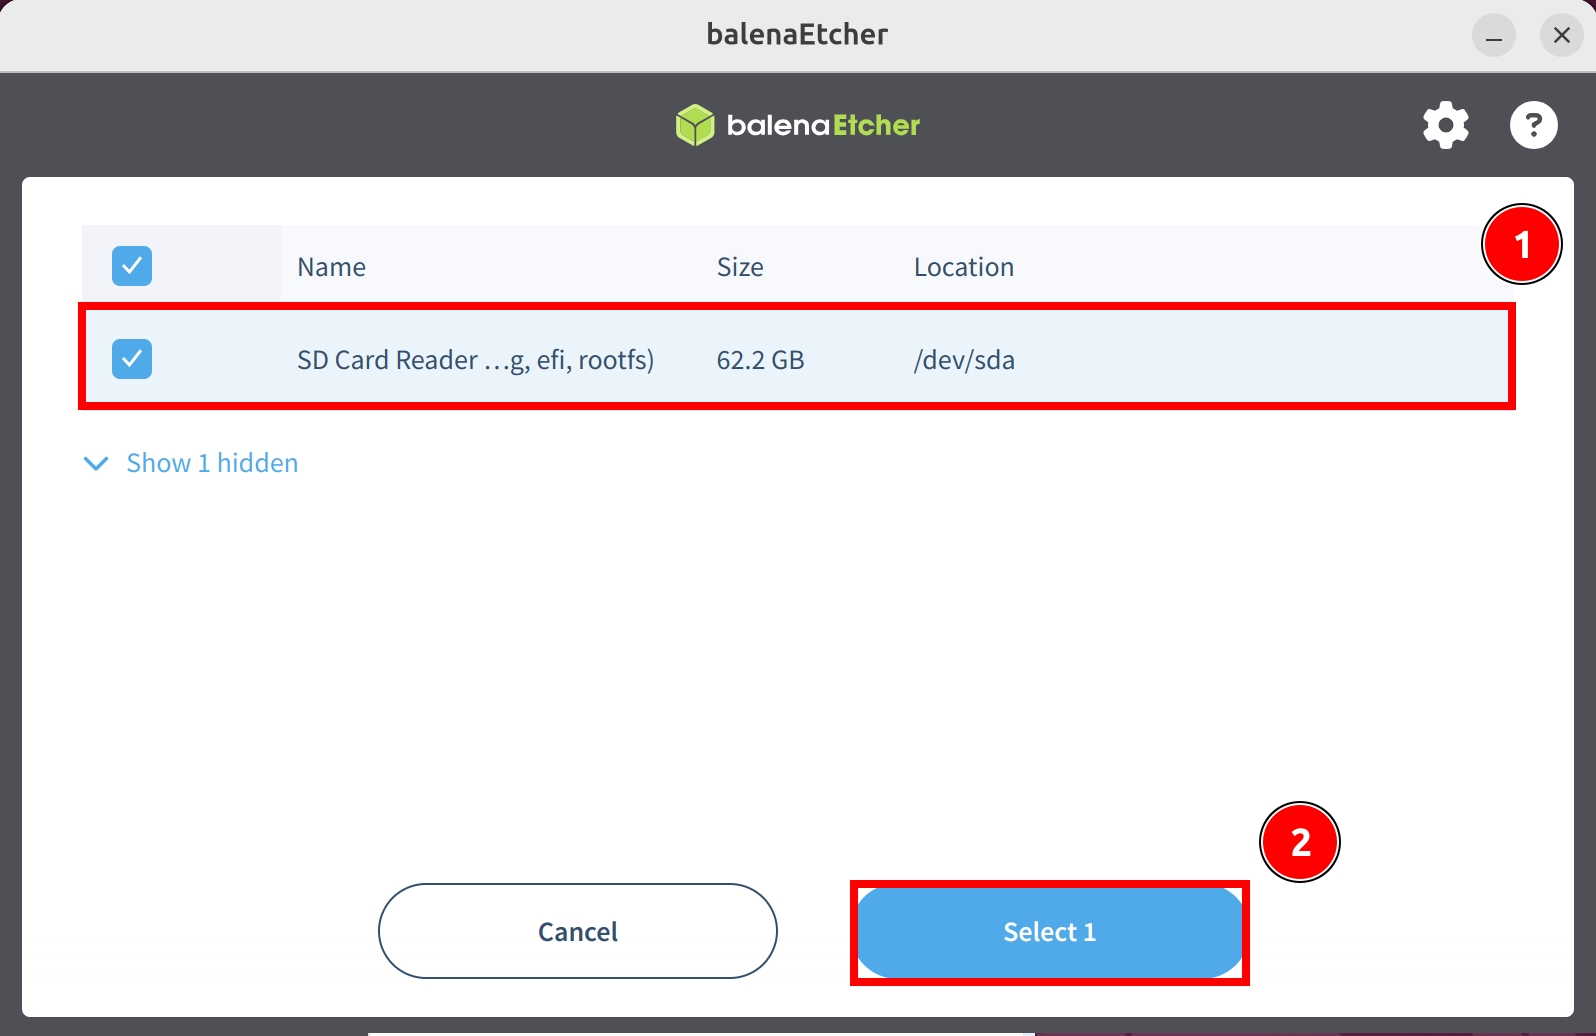 balenaEtcher
balenaEtcher
?
1
Name Size Location
SD Card Reader …g, efi, rootfs) 62.2 GB /dev/sda
Show 1 hidden
2
Cancel Select 1